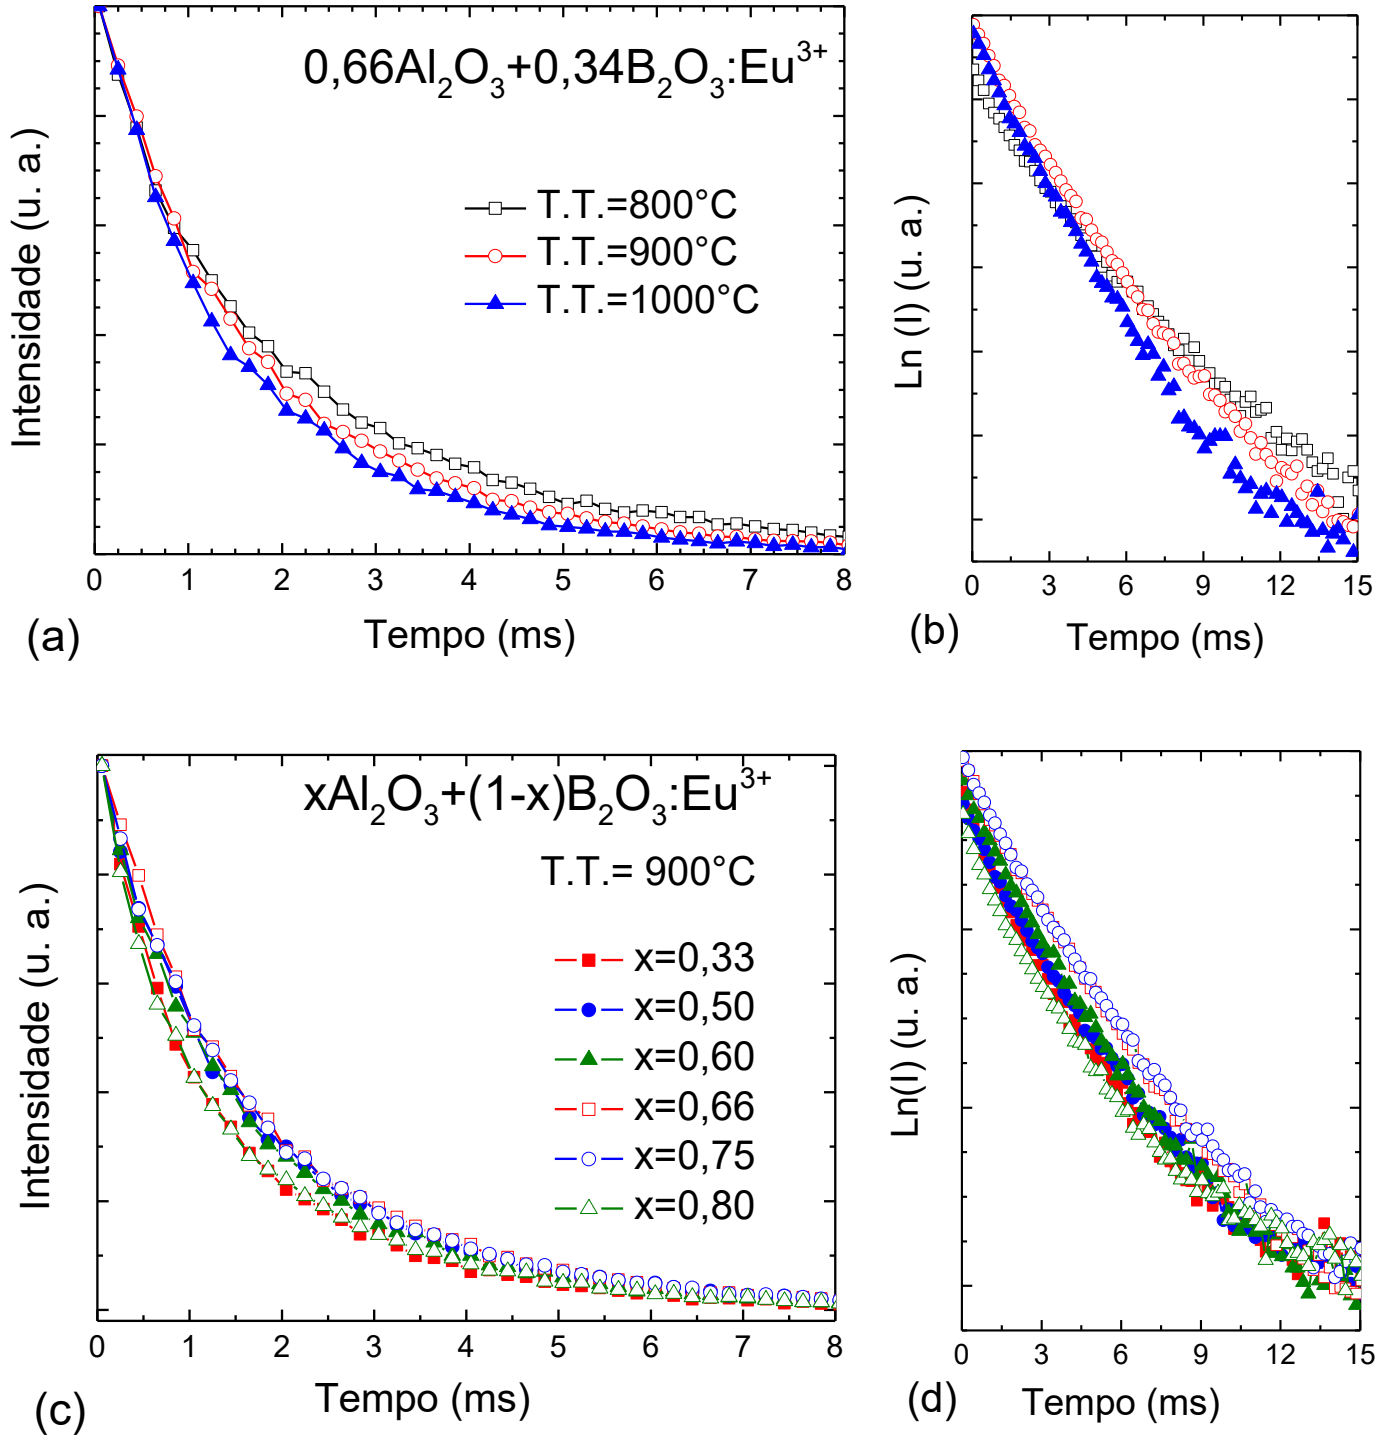 0,66Al₂O₃+0,34B₂O₃:Eu³⁺
T.T.=800°C
T.T.=900°C
T.T.=1000°C
Intensidade (u. a.)
0 1 2 3 4 5 6 7 8
Tempo (ms)
(a)
Ln (I) (u. a.)
0 3 6 9 12 15
Tempo (ms)
(b)
xAl₂O₃+(1-x)B₂O₃:Eu³⁺
T.T.= 900°C
x=0,33
x=0,50
x=0,60
x=0,66
x=0,75
x=0,80
Intensidade (u. a.)
0 1 2 3 4 5 6 7 8
Tempo (ms)
(c)
Ln(I) (u. a.)
0 3 6 9 12 15
Tempo (ms)
(d)